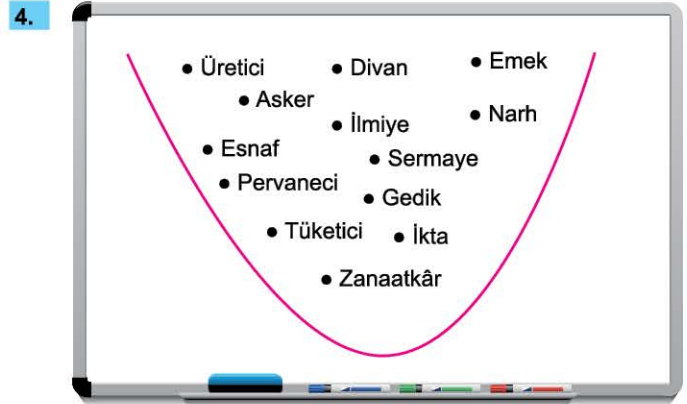 4.
• Üretici
• Divan
• Emek
• Asker
• İlmiye
• Narh
• Esnaf
• Sermaye
• Pervaneci
• Gedik
• Tüketici
• İkta
• Zanaatkâr